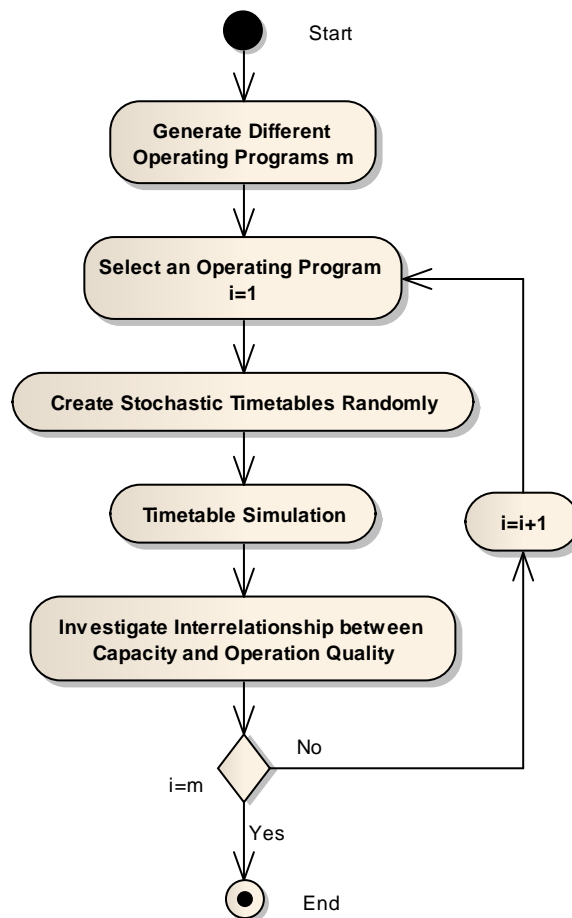 Start
Generate Different
Operating Programs m
Select an Operating Program
i=1
Create Stochastic Timetables Randomly
Timetable Simulation
i=i+1
Investigate Interrelationship between
Capacity and Operation Quality
No
i=m
Yes
End